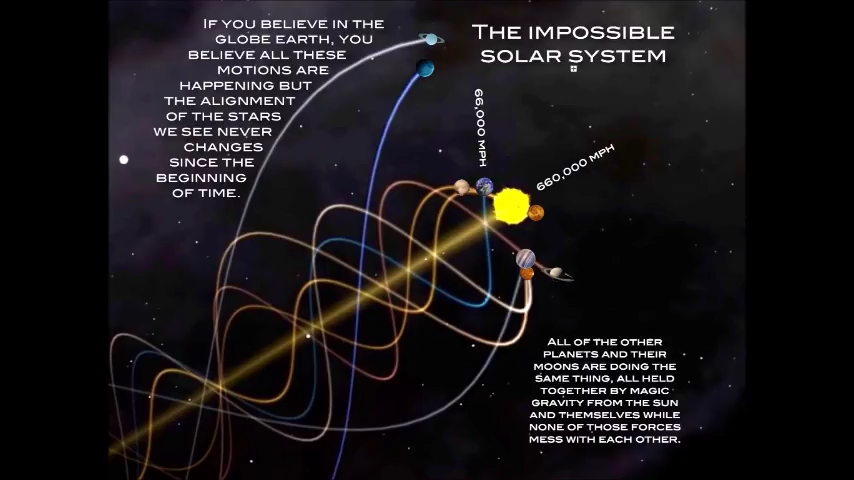 IF YOU BELIEVE IN THE
GLOBE EARTH, YOU
BELIEVE ALL THESE
MOTIONS ARE
HAPPENING BUT
THE ALIGNMENT
OF THE STARS
WE SEE NEVER
CHANGES
SINCE THE
BEGINNING
OF TIME.
THE IMPOSSIBLE
SOLAR SYSTEM
66,000 MPH
660,000 MPH
ALL OF THE OTHER
PLANETS AND THEIR
MOONS ARE DOING THE
SAME THING, ALL HELD
TOGETHER BY MAGIC
GRAVITY FROM THE SUN
AND THEMSELVES WHILE
NONE OF THOSE FORCES
MESS WITH EACH OTHER.